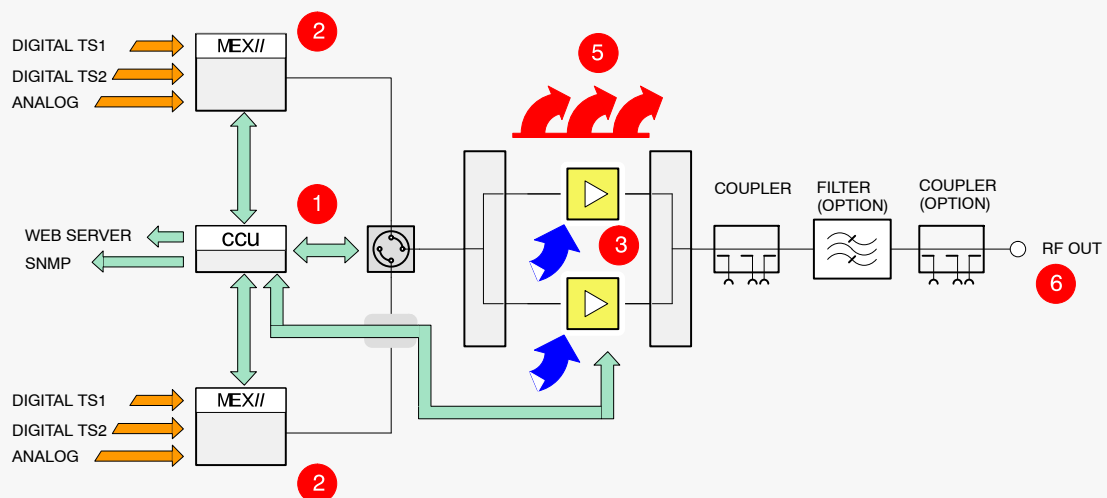 2
DIGITAL TS1
DIGITAL TS2
ANALOG
MEX//
5
1
WEB SERVER
SNMP
CCU
3
COUPLER
FILTER
(OPTION)
COUPLER
(OPTION)
RF OUT
6
DIGITAL TS1
DIGITAL TS2
ANALOG
MEX//
2